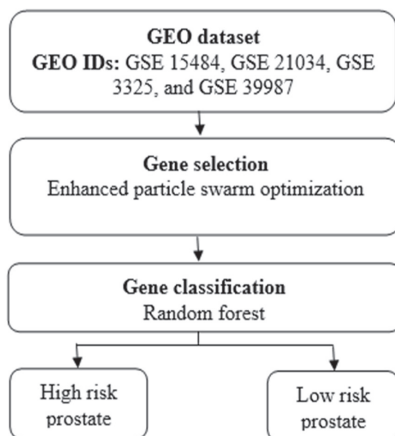 GEO dataset
GEO IDs: GSE 15484, GSE 21034, GSE
3325, and GSE 39987
Gene selection
Enhanced particle swarm optimization
Gene classification
Random forest
High risk
prostate
Low risk
prostate